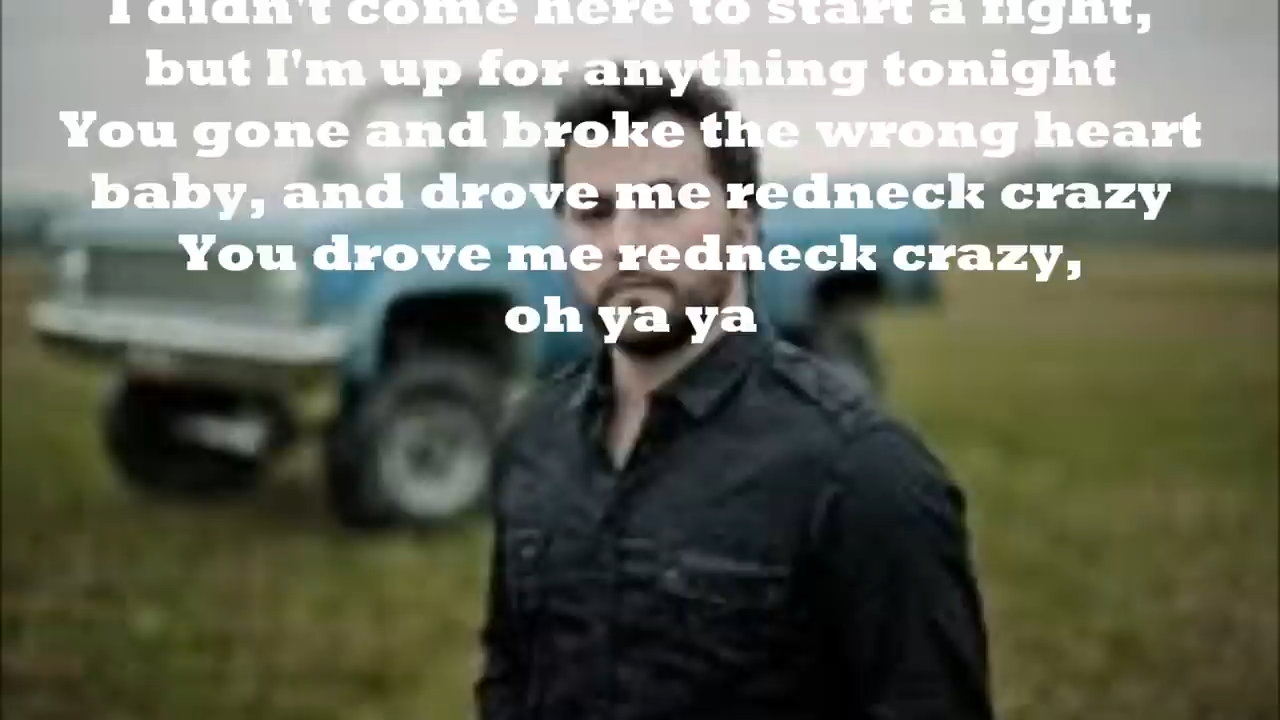 I didn't come here to start a fight,
but I'm up for anything tonight
You gone and broke the wrong heart
baby, and drove me redneck crazy
You drove me redneck crazy,
oh ya ya